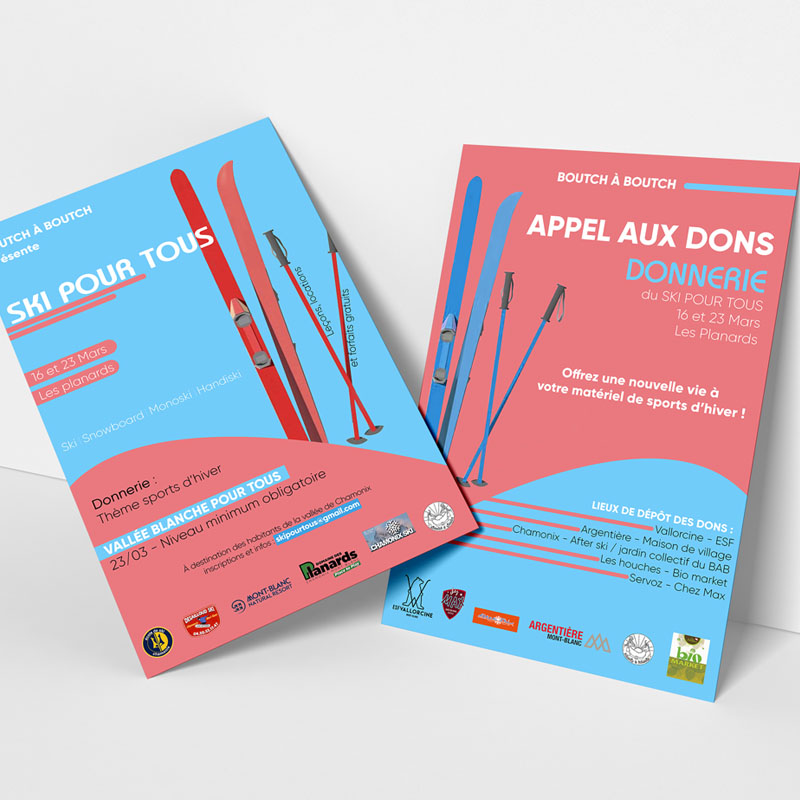 UTCH À BOUTCH
ésente
SKI POUR TOUS
16 et 23 Mars
Les planards
Leçons, locations
et forfaits gratuits
Ski Snowboard Monoski Handiski
Donnerie :
Thème sports d'hiver
VALLÉE BLANCHE POUR TOUS
23/03 - Niveau minimum obligatoire
À destination des habitants de la vallée de Chamonix
inscriptions et infos : skipourtous@gmail.com
MONT-BLANC
NATURAL RESORT
Planards
CHAMONIX SKI
BOUTCH À BOUTCH
APPEL AUX DONS
DONNERIE
du SKI POUR TOUS
16 et 23 Mars
Les Planards
Offrez une nouvelle vie à
votre matériel de sports d'hiver !
LIEUX DE DÉPÔT DES DONS :
Vallorcine - ESF
Argentière - Maison de village
Chamonix - After ski / jardin collectif du BAB
Les houches - Bio market
Servoz - Chez Max
ESF VALLORCINE
ARGENTIÈRE
MONT-BLANC
bio
MARKET